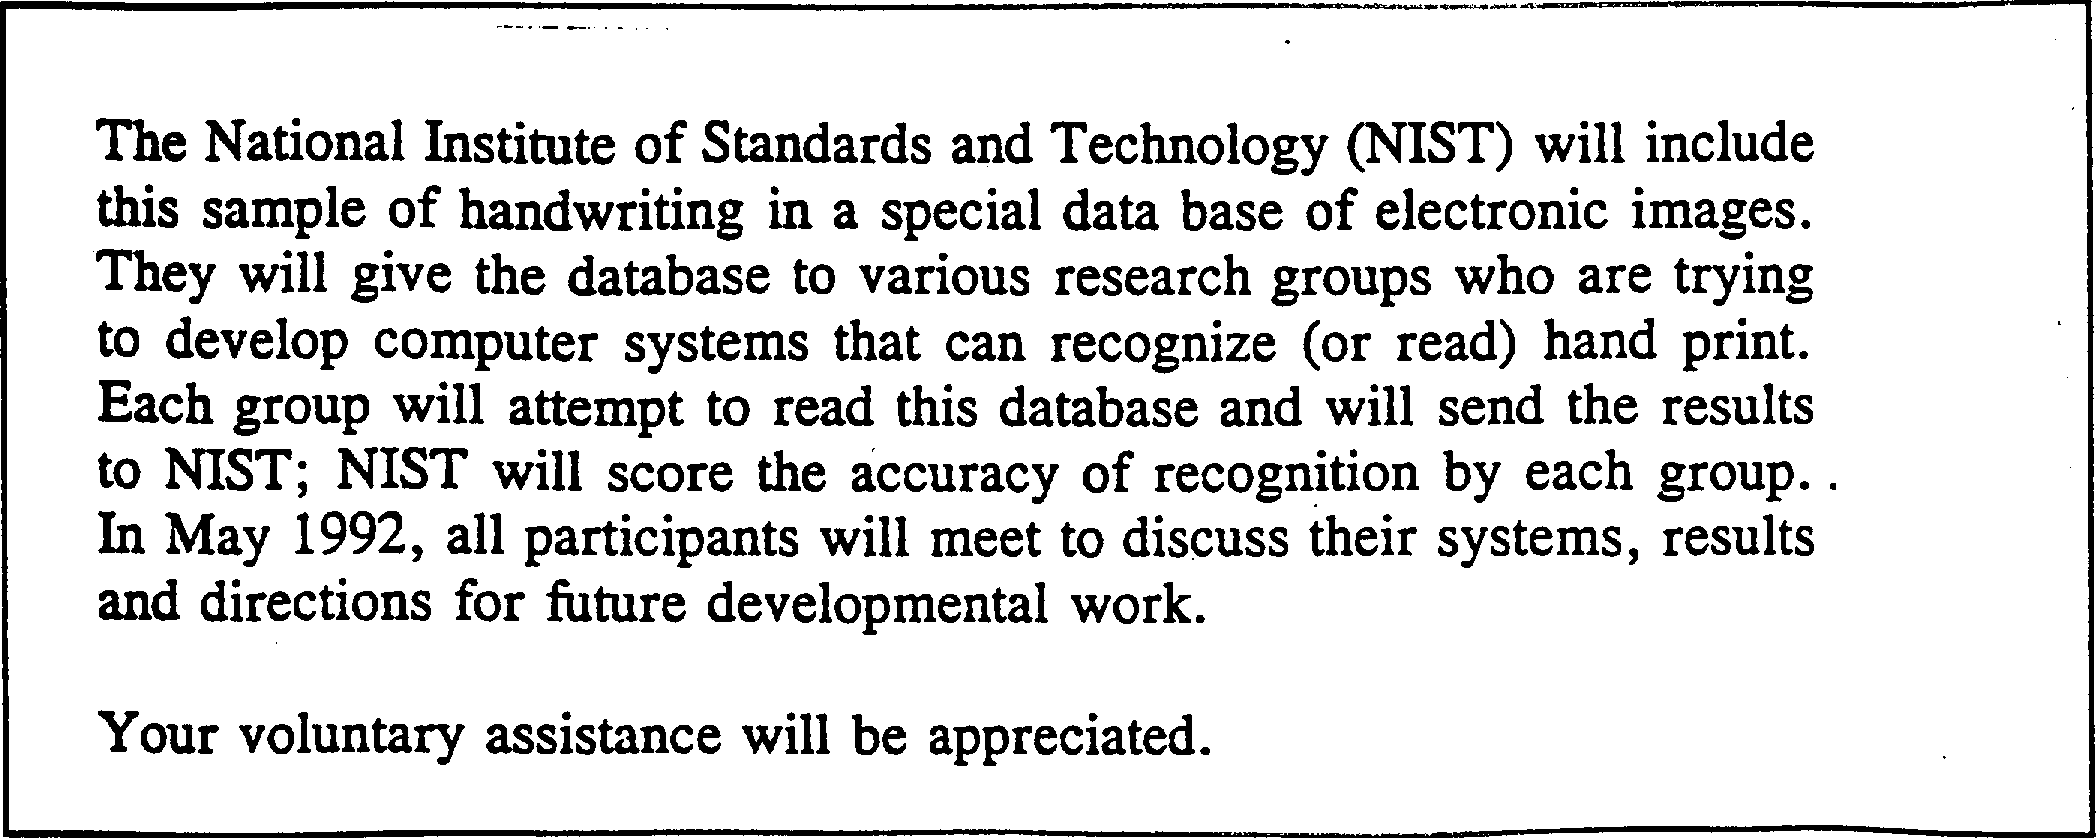 The National Institute of Standards and Technology (NIST) will include
this sample of handwriting in a special data base of electronic images.
They will give the database to various research groups who are trying
to develop computer systems that can recognize (or read) hand print.
Each group will attempt to read this database and will send the results
to NIST; NIST will score the accuracy of recognition by each group. .
In May 1992, all participants will meet to discuss their systems, results
and directions for future developmental work.
Your voluntary assistance will be appreciated.